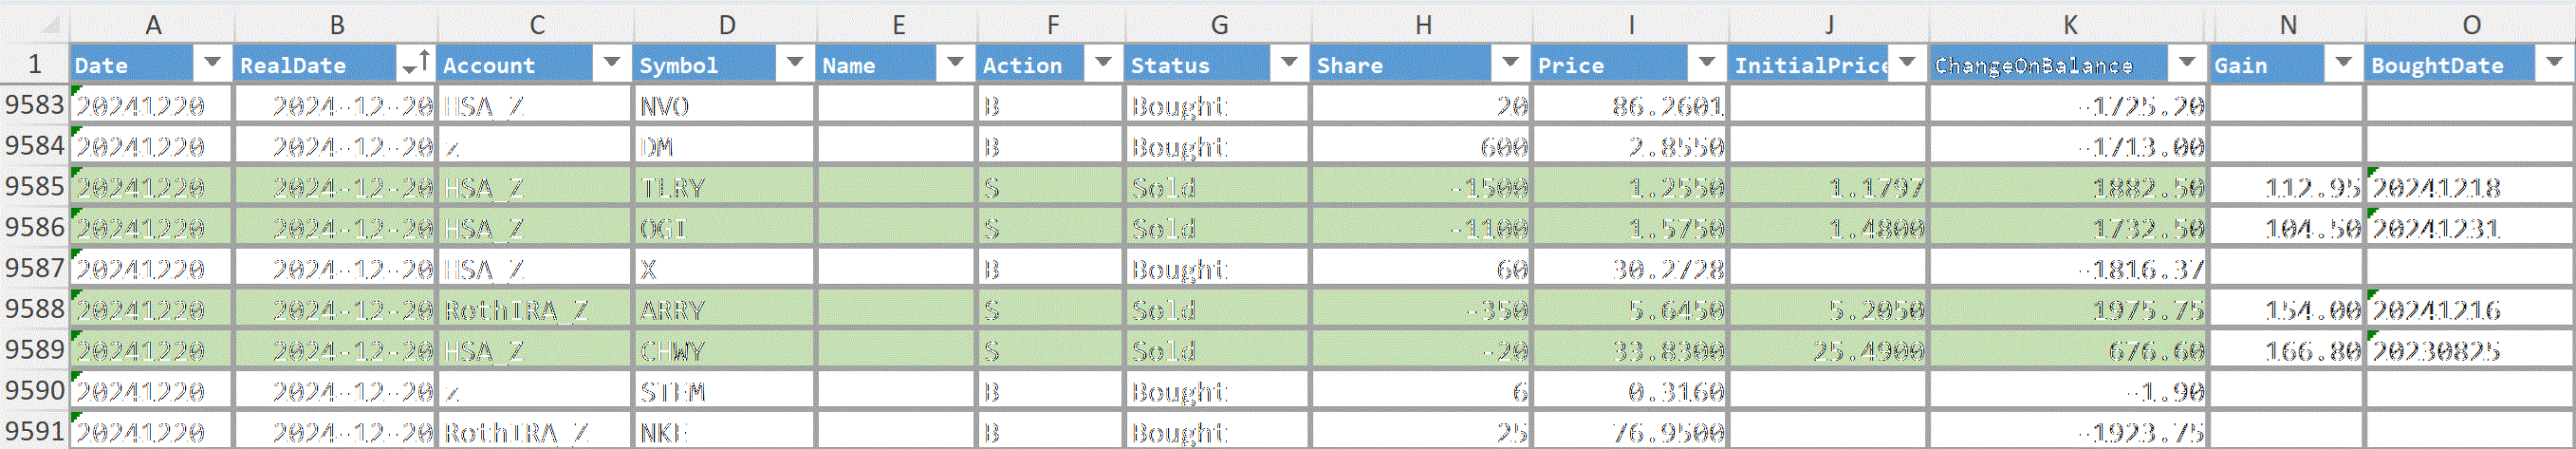 A B C D E F G H I J K N O
1 Date RealDate Account Symbol Name Action Status Share Price InitialPrice ChangeOnBalance Gain BoughtDate
9583 20241220 2024-12-20 HSA_Z NVO B Bought 20 86.2601 -1725.20
9584 20241220 2024-12-20 z DM B Bought 600 2.8550 -1713.00
9585 20241220 2024-12-20 HSA_Z TLRY S Sold -1500 1.2550 1.1797 1882.50 112.95 20241218
9586 20241220 2024-12-20 HSA_Z OGI S Sold -1100 1.5750 1.4800 1732.50 104.50 20241231
9587 20241220 2024-12-20 HSA_Z X B Bought 60 30.2728 -1816.37
9588 20241220 2024-12-20 RothIRA_Z ARRY S Sold -350 5.6450 5.2050 1975.75 154.00 20241216
9589 20241220 2024-12-20 HSA_Z CHWY S Sold -20 33.8300 25.4900 676.60 166.80 20230825
9590 20241220 2024-12-20 z STEM B Bought 6 0.3160 -1.90
9591 20241220 2024-12-20 RothIRA_Z NKE B Bought 25 76.9500 -1923.75